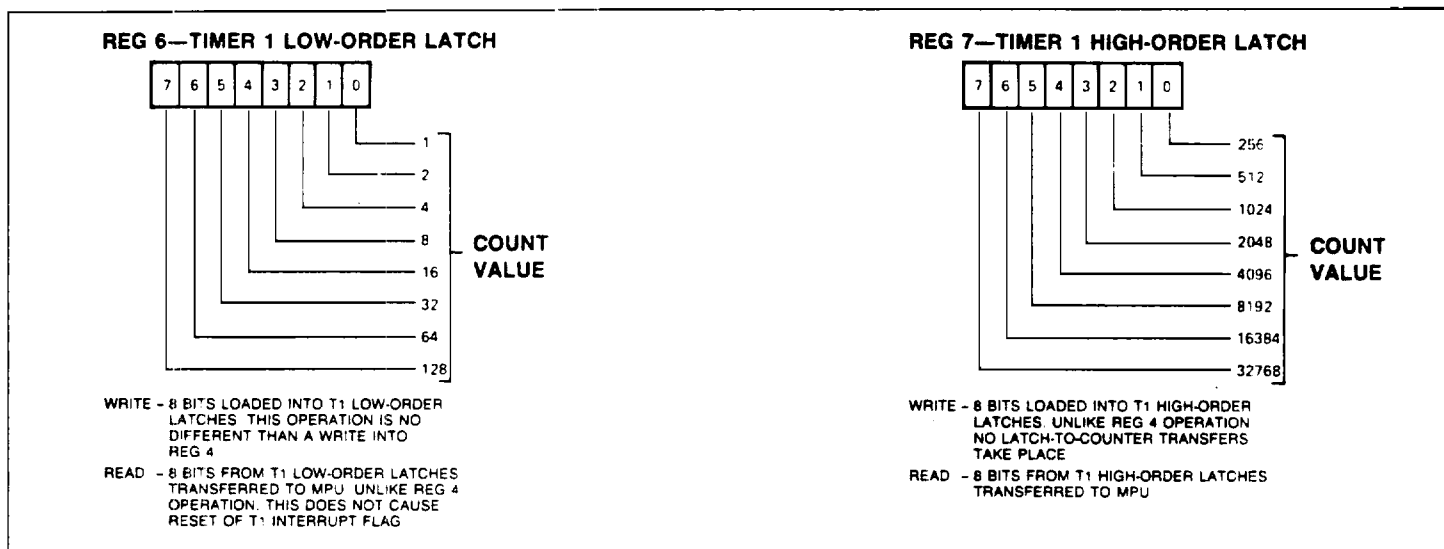 REG 6—TIMER 1 LOW-ORDER LATCH
7 6 5 4 3 2 1 0
1
2
4
8
16
32
64
128
COUNT
VALUE
WRITE - 8 BITS LOADED INTO T1 LOW-ORDER
LATCHES THIS OPERATION IS NO
DIFFERENT THAN A WRITE INTO
REG 4
READ - 8 BITS FROM T1 LOW-ORDER LATCHES
TRANSFERRED TO MPU UNLIKE REG 4
OPERATION. THIS DOES NOT CAUSE
RESET OF T1 INTERRUPT FLAG
REG 7—TIMER 1 HIGH-ORDER LATCH
7 6 5 4 3 2 1 0
256
512
1024
2048
4096
8192
16384
32768
COUNT
VALUE
WRITE - 8 BITS LOADED INTO T1 HIGH-ORDER
LATCHES. UNLIKE REG 4 OPERATION
NO LATCH-TO-COUNTER TRANSFERS
TAKE PLACE
READ - 8 BITS FROM T1 HIGH-ORDER LATCHES
TRANSFERRED TO MPU